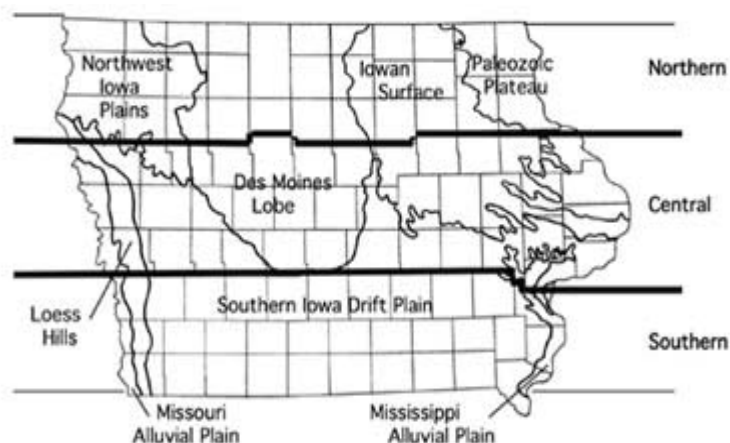 Northwest
Iowa
Plains
Iowan
Surface
Paleozoic
Plateau
Northern
Des Moines
Lobe
Central
Southern Iowa Drift Plain
Loess
Hills
Southern
Missouri
Alluvial Plain
Mississippi
Alluvial Plain